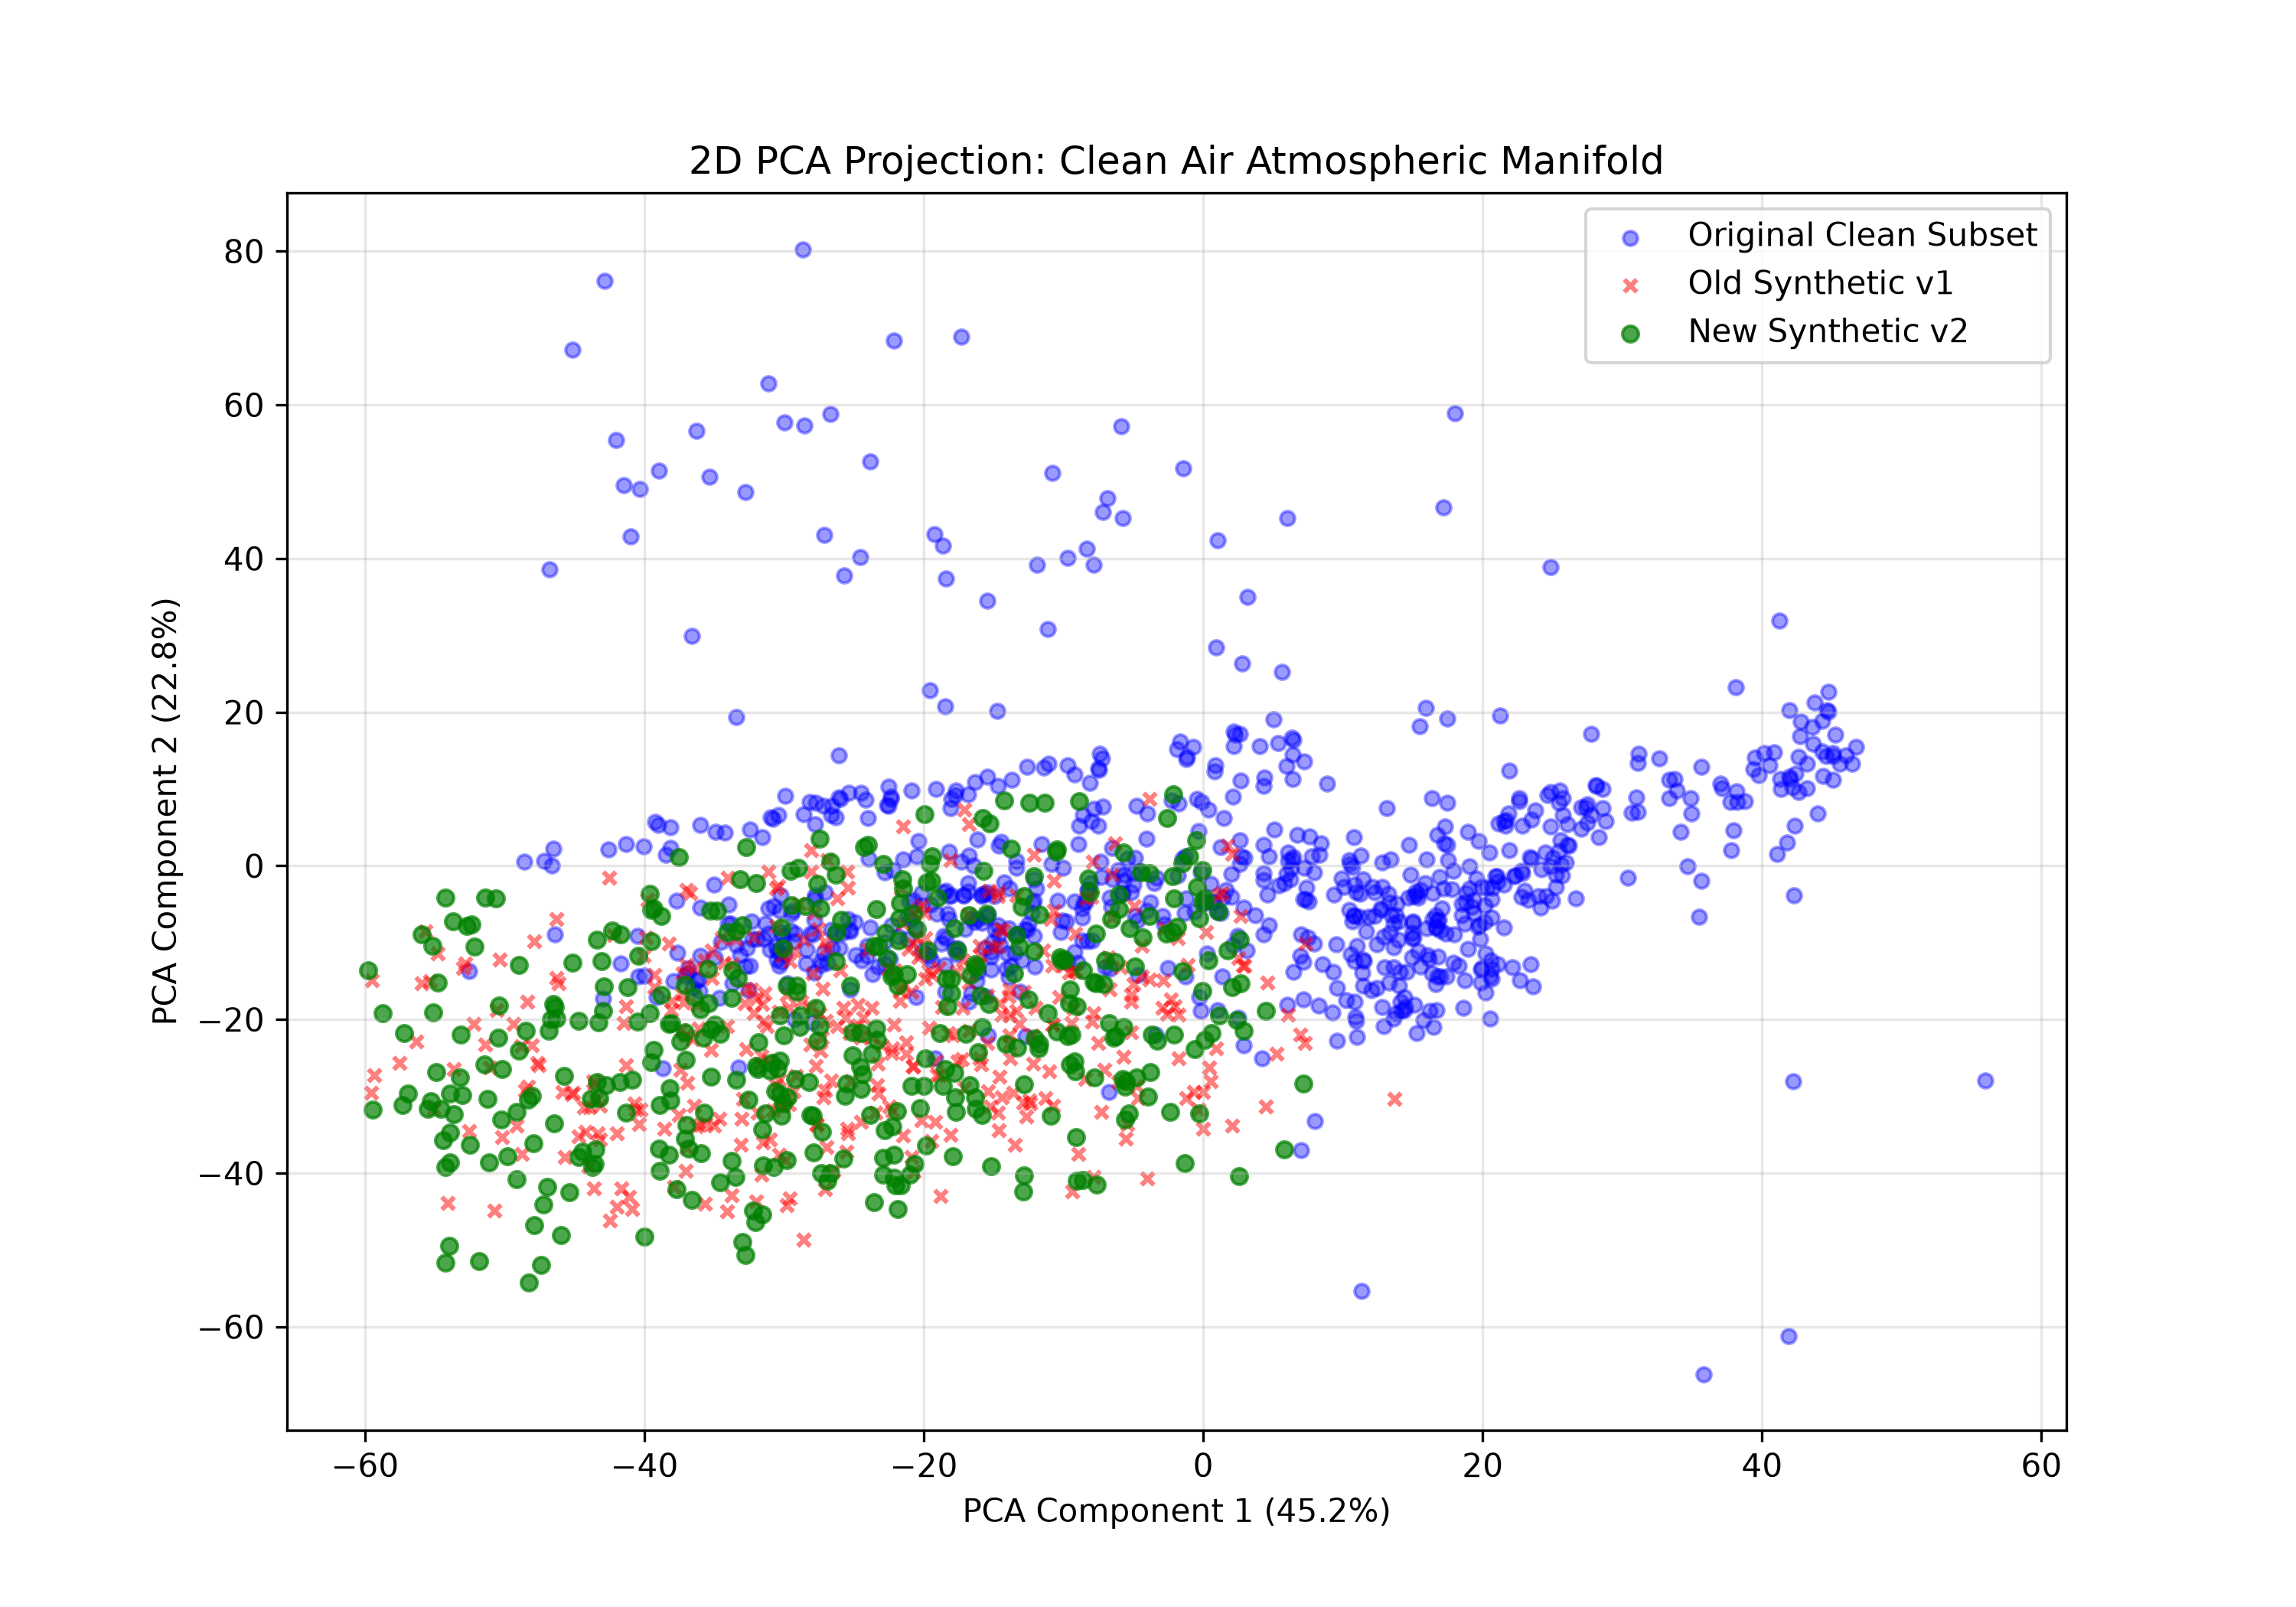 2D PCA Projection: Clean Air Atmospheric Manifold
Original Clean Subset
Old Synthetic v1
New Synthetic v2
80
60
40
20
0
−20
−40
−60
PCA Component 2 (22.8%)
−60 −40 −20 0 20 40 60
PCA Component 1 (45.2%)